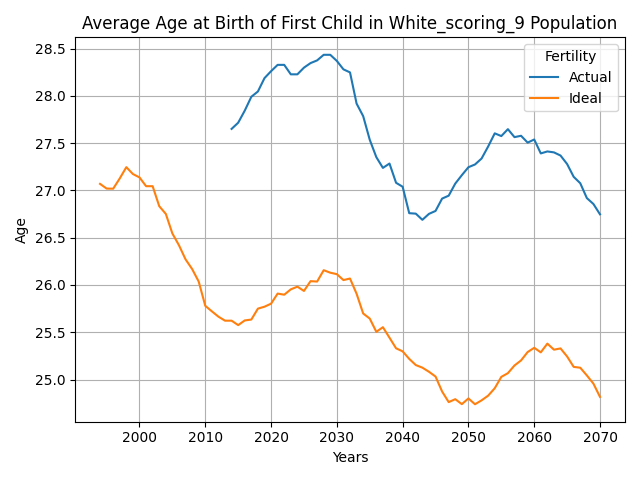 Average Age at Birth of First Child in White_scoring_9 Population
Fertility
Actual
Ideal
Age
28.5
28.0
27.5
27.0
26.5
26.0
25.5
25.0
2000 2010 2020 2030 2040 2050 2060 2070
Years